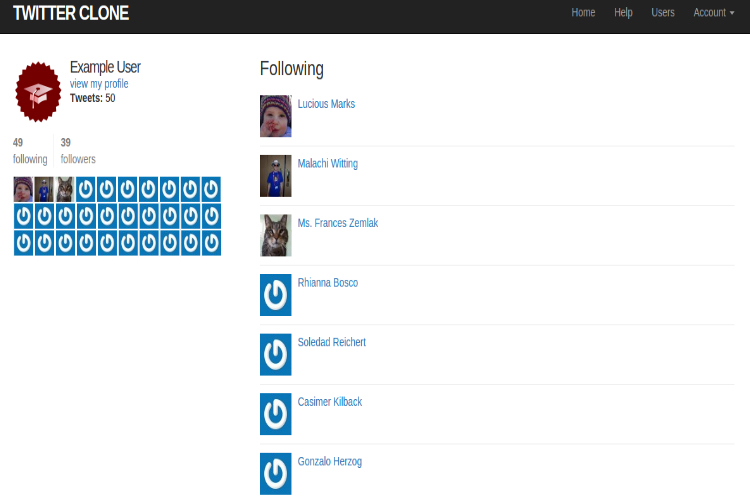 TWITTER CLONE
Home Help Users Account
Example User
view my profile
Tweets: 50
49 39
following followers
Following
Lucious Marks
Malachi Witting
Ms. Frances Zemlak
Rhianna Bosco
Soledad Reichert
Casimer Kilback
Gonzalo Herzog